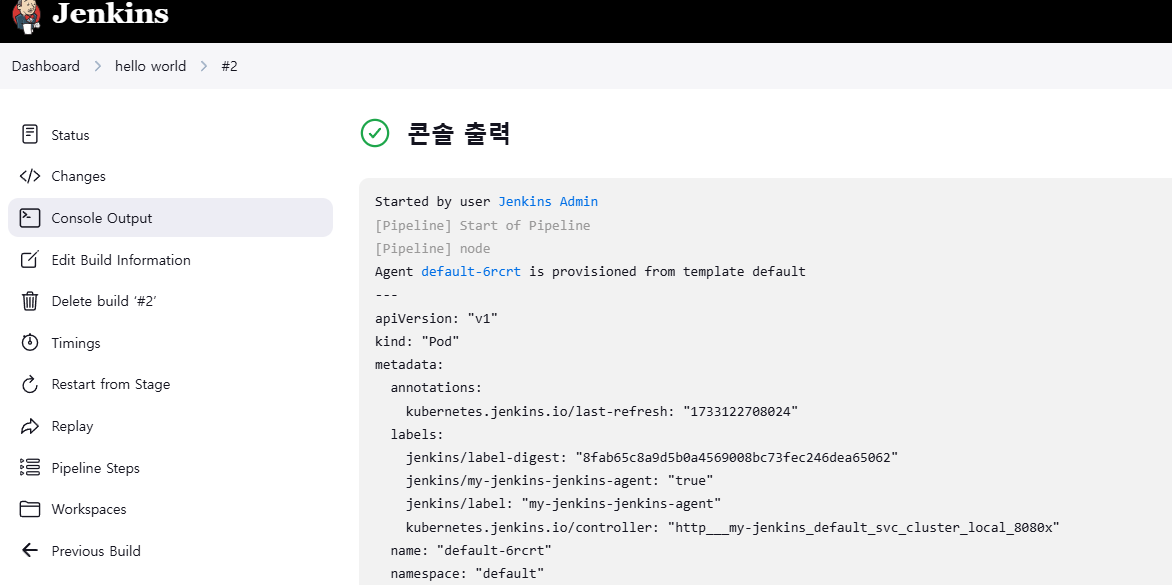 Jenkins
Dashboard > hello world > #2
Status
Changes
Console Output
Edit Build Information
Delete build ‘#2’
Timings
Restart from Stage
Replay
Pipeline Steps
Workspaces
Previous Build
콘솔 출력
Started by user Jenkins Admin
[Pipeline] Start of Pipeline
[Pipeline] node
Agent default-6rcrt is provisioned from template default
---
apiVersion: "v1"
kind: "Pod"
metadata:
  annotations:
    kubernetes.jenkins.io/last-refresh: "1733122708024"
  labels:
    jenkins/label-digest: "8fab65c8a9d5b0a4569008bc73fec246dea65062"
    jenkins/my-jenkins-jenkins-agent: "true"
    jenkins/label: "my-jenkins-jenkins-agent"
    kubernetes.jenkins.io/controller: "http___my-jenkins_default_svc_cluster_local_8080x"
  name: "default-6rcrt"
  namespace: "default"